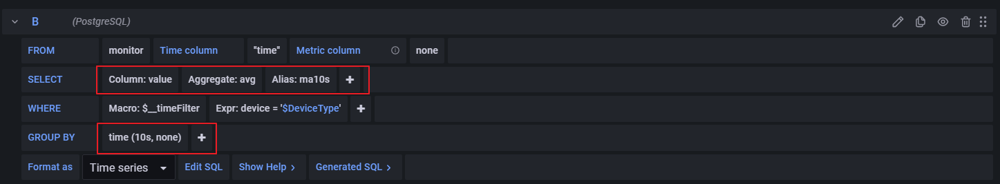 B (PostgreSQL)
FROM monitor Time column "time" Metric column none
SELECT Column: value Aggregate: avg Alias: ma10s +
WHERE Macro: $__timeFilter Expr: device = '$DeviceType' +
GROUP BY time (10s, none) +
Format as Time series Edit SQL Show Help > Generated SQL >